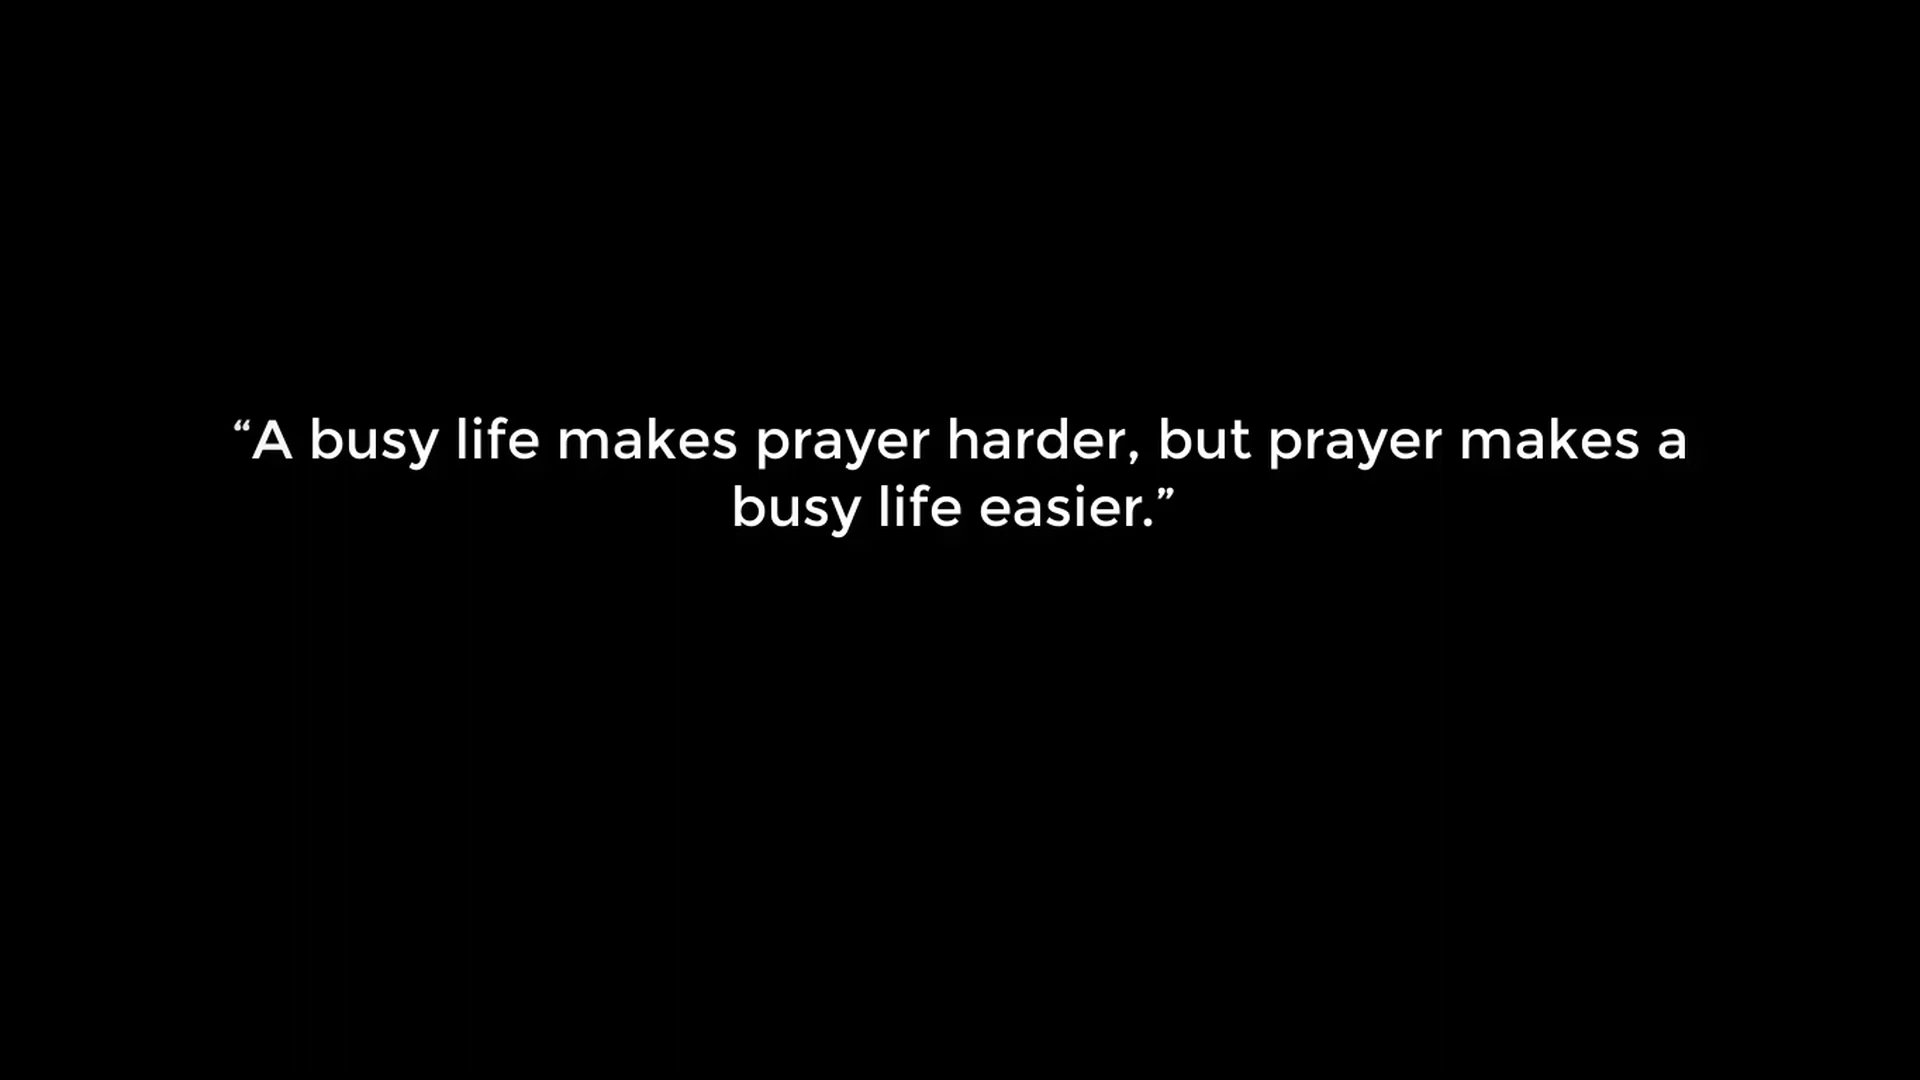 “A busy life makes prayer harder, but prayer makes a
busy life easier.”